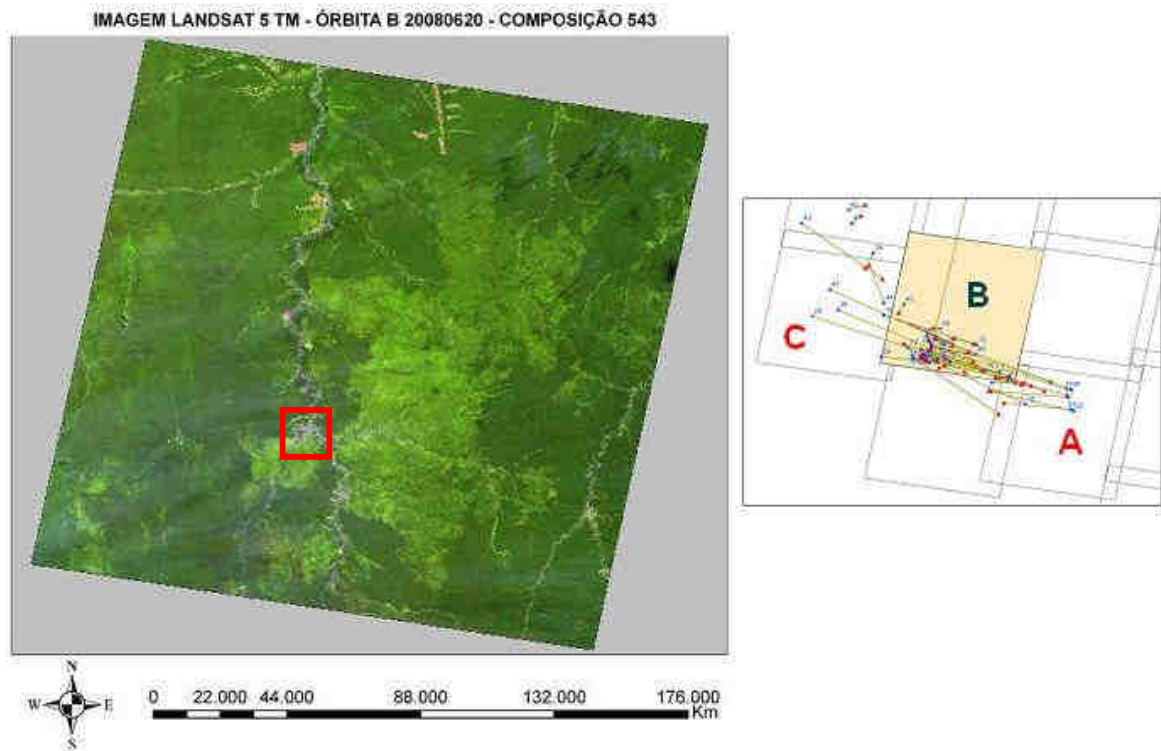 IMAGEM LANDSAT 5 TM - ÓRBITA B 20080620 - COMPOSIÇÃO 543
B
C
A
N
W E
S
0 22.000 44.000 88.000 132.000 176.000
Km